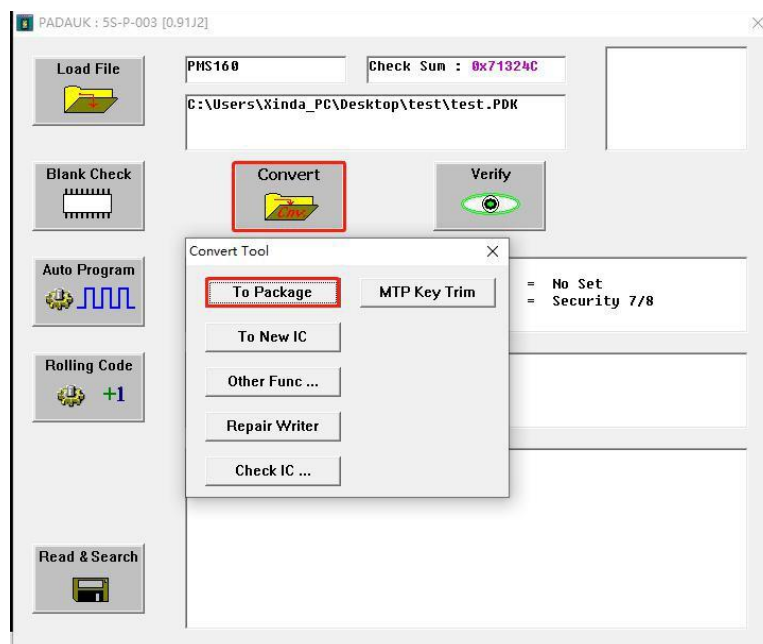 PADAUK : 5S-P-003 [0.91J2]
Load File
PMS160
Check Sum : 0x71324C
C:\Users\Xinda_PC\Desktop\test\test.PDK
Blank Check
Convert
Cnv.
Verify
Convert Tool
Auto Program
To Package
MTP Key Trim
= No Set
= Security 7/8
To New IC
Rolling Code
+1
Other Func ...
Repair Writer
Check IC ...
Read & Search